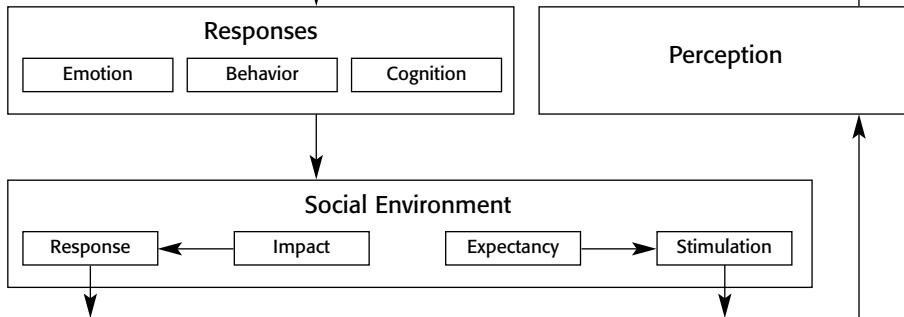 Responses
Emotion
Behavior
Cognition
Perception
Social Environment
Response
Impact
Expectancy
Stimulation